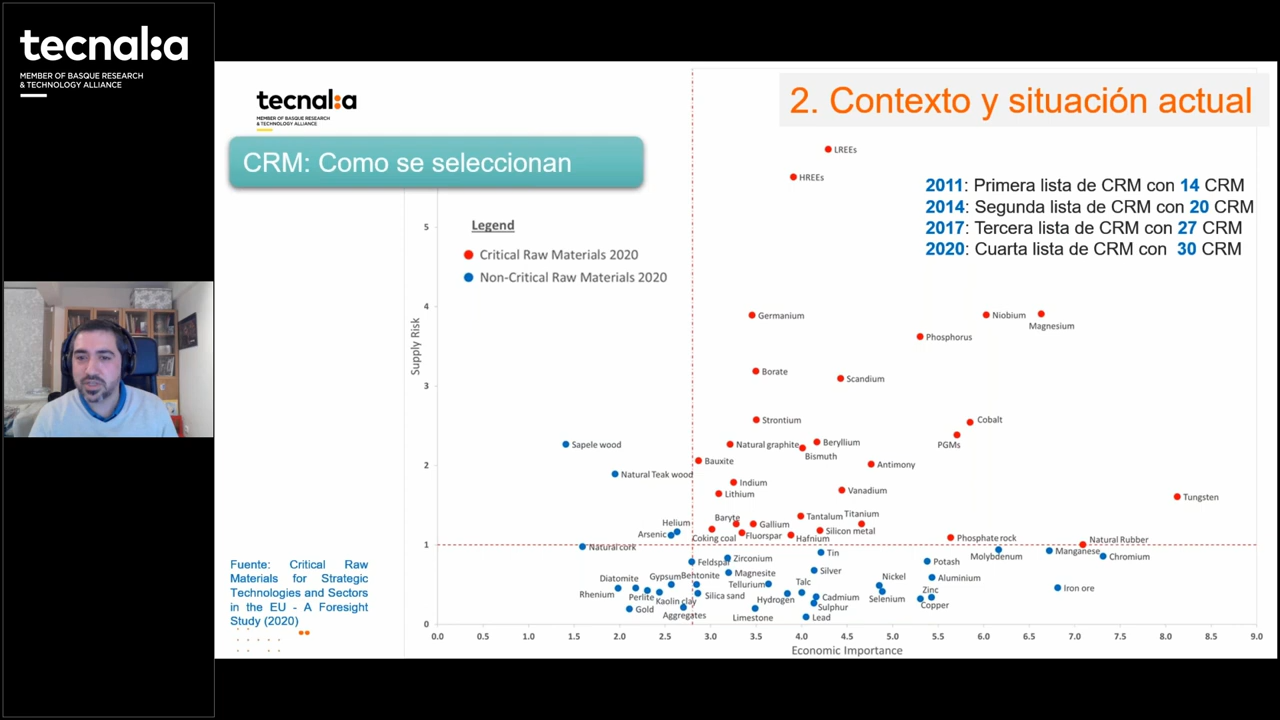 tecnal:a
MEMBER OF BASQUE RESEARCH
& TECHNOLOGY ALLIANCE
tecnal:a
MEMBER OF BASQUE RESEARCH
& TECHNOLOGY ALLIANCE
2. Contexto y situación actual
CRM: Como se seleccionan
2011: Primera lista de CRM con 14 CRM
2014: Segunda lista de CRM con 20 CRM
2017: Tercera lista de CRM con 27 CRM
2020: Cuarta lista de CRM con 30 CRM
Legend
Critical Raw Materials 2020
Non-Critical Raw Materials 2020
LREEs
HREEs
Germanium
Niobium
Magnesium
Phosphorus
Borate
Scandium
Strontium
Cobalt
PGMs
Sapele wood
Natural graphite
Beryllium
Bismuth
Bauxite
Antimony
Natural Teak wood
Indium
Lithium
Vanadium
Tungsten
Helium
Arsenic
Baryte
Gallium
Tantalum
Titanium
Coking coal
Fluorspar
Hafnium
Silicon metal
Phosphate rock
Natural Rubber
Natural cork
Feldspar
Zirconium
Tin
Molybdenum
Manganese
Chromium
Potash
Magnesite
Silver
Aluminium
Diatomite
Gypsum
Bentonite
Tellurium
Talc
Nickel
Iron ore
Rhenium
Perlite
Kaolin clay
Silica sand
Hydrogen
Cadmium
Selenium
Zinc
Copper
Gold
Aggregates
Limestone
Sulphur
Lead
Supply Risk
5
4
3
2
1
0
0.0 0.5 1.0 1.5 2.0 2.5 3.0 3.5 4.0 4.5 5.0 5.5 6.0 6.5 7.0 7.5 8.0 8.5 9.0
Economic Importance
Fuente: Critical Raw
Materials for Strategic
Technologies and Sectors
in the EU - A Foresight
Study (2020)